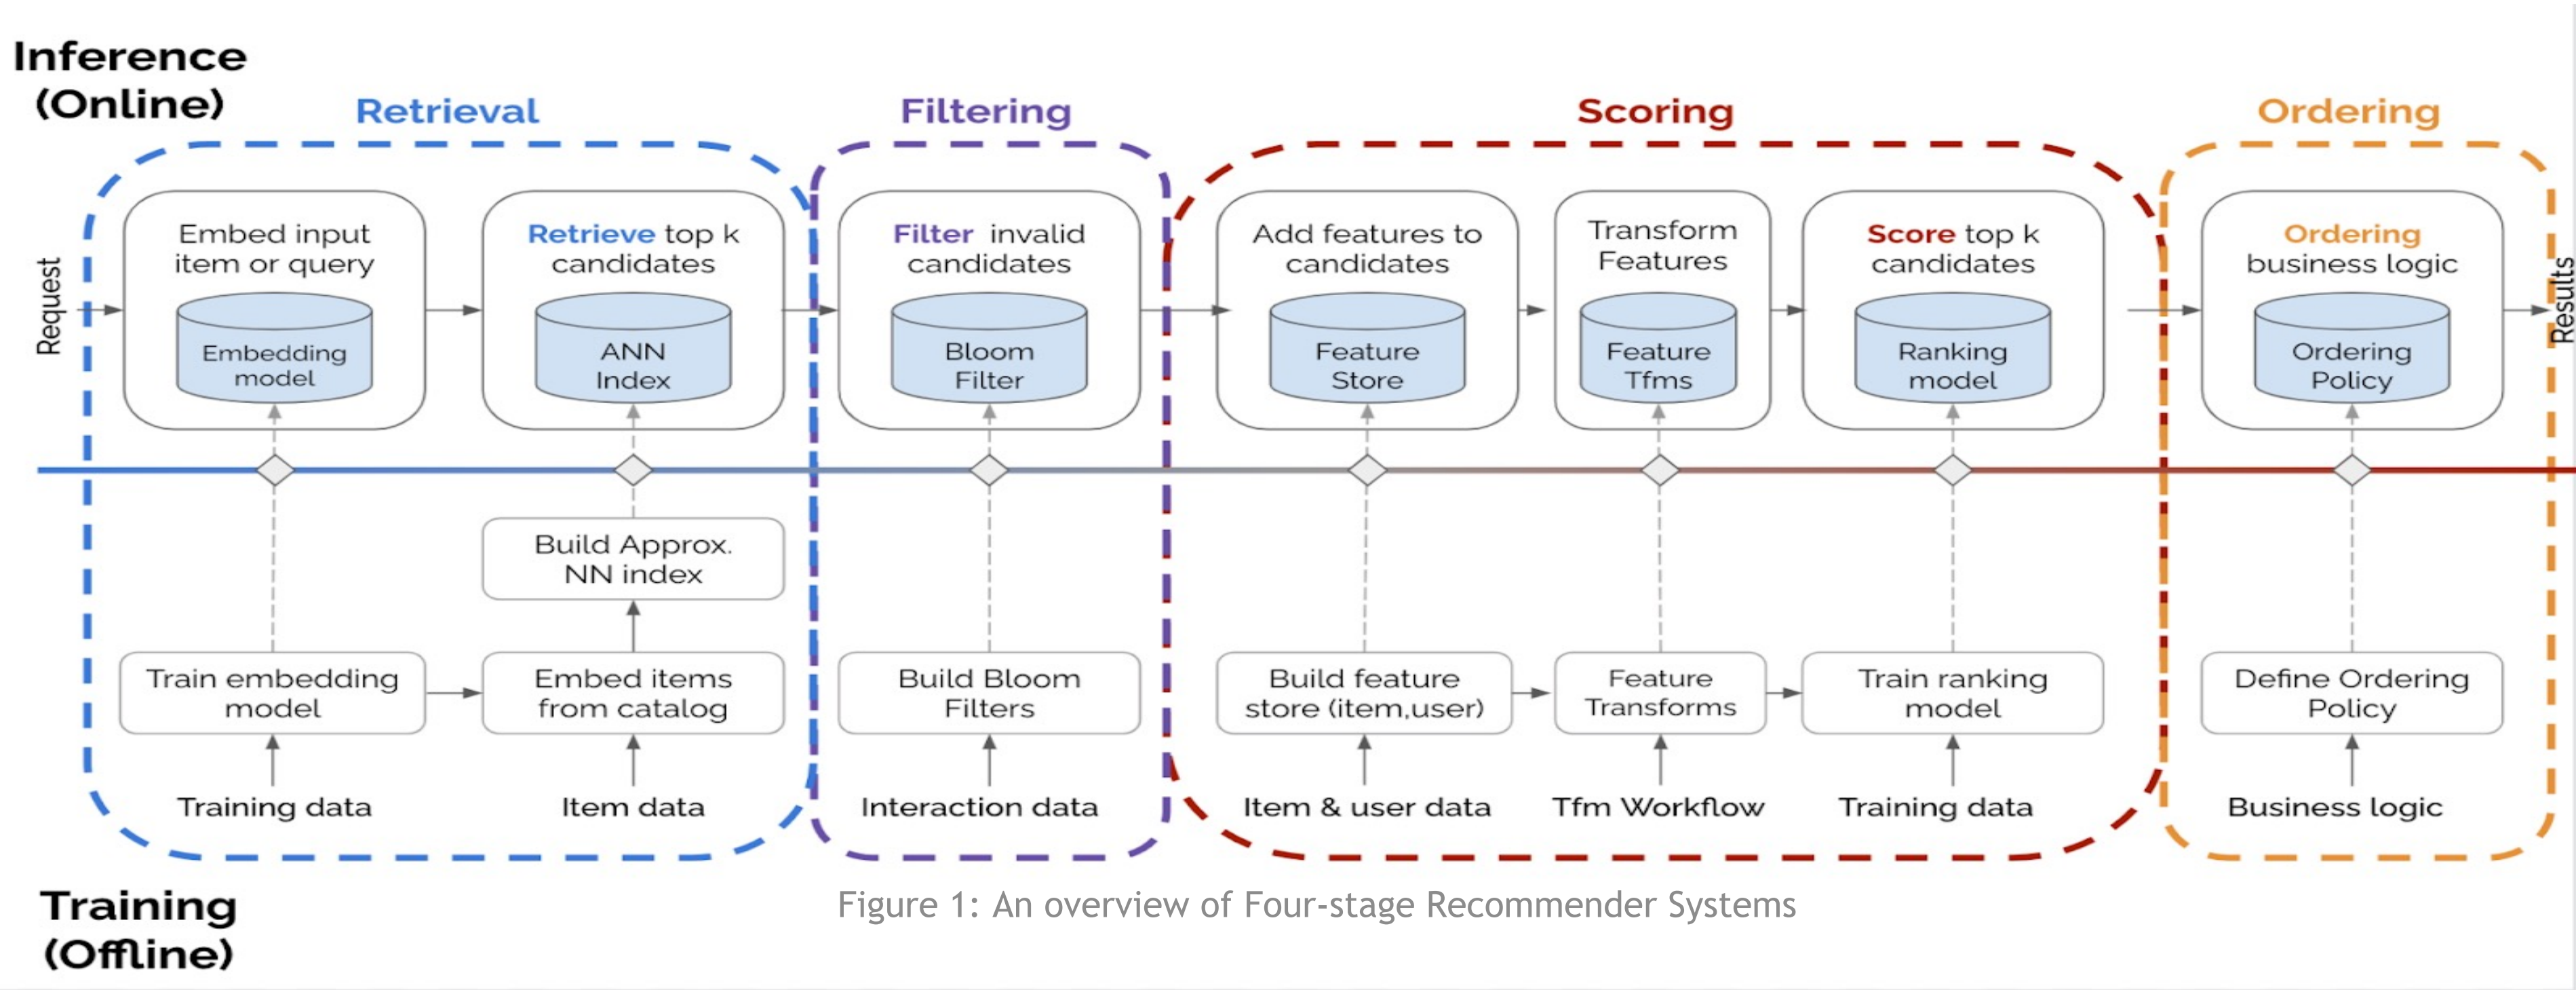 Inference
(Online)
Retrieval
Filtering
Scoring
Ordering
Request
Embed input
item or query
Embedding
model
Retrieve top k
candidates
ANN
Index
Filter invalid
candidates
Bloom
Filter
Add features to
candidates
Feature
Store
Transform
Features
Feature
Tfms
Score top k
candidates
Ranking
model
Ordering
business logic
Ordering
Policy
Results
Build Approx.
NN index
Train embedding
model
Embed items
from catalog
Build Bloom
Filters
Build feature
store (item,user)
Feature
Transforms
Train ranking
model
Define Ordering
Policy
Training data
Item data
Interaction data
Item & user data
Tfm Workflow
Training data
Business logic
Training
(Offline)
Figure 1: An overview of Four-stage Recommender Systems